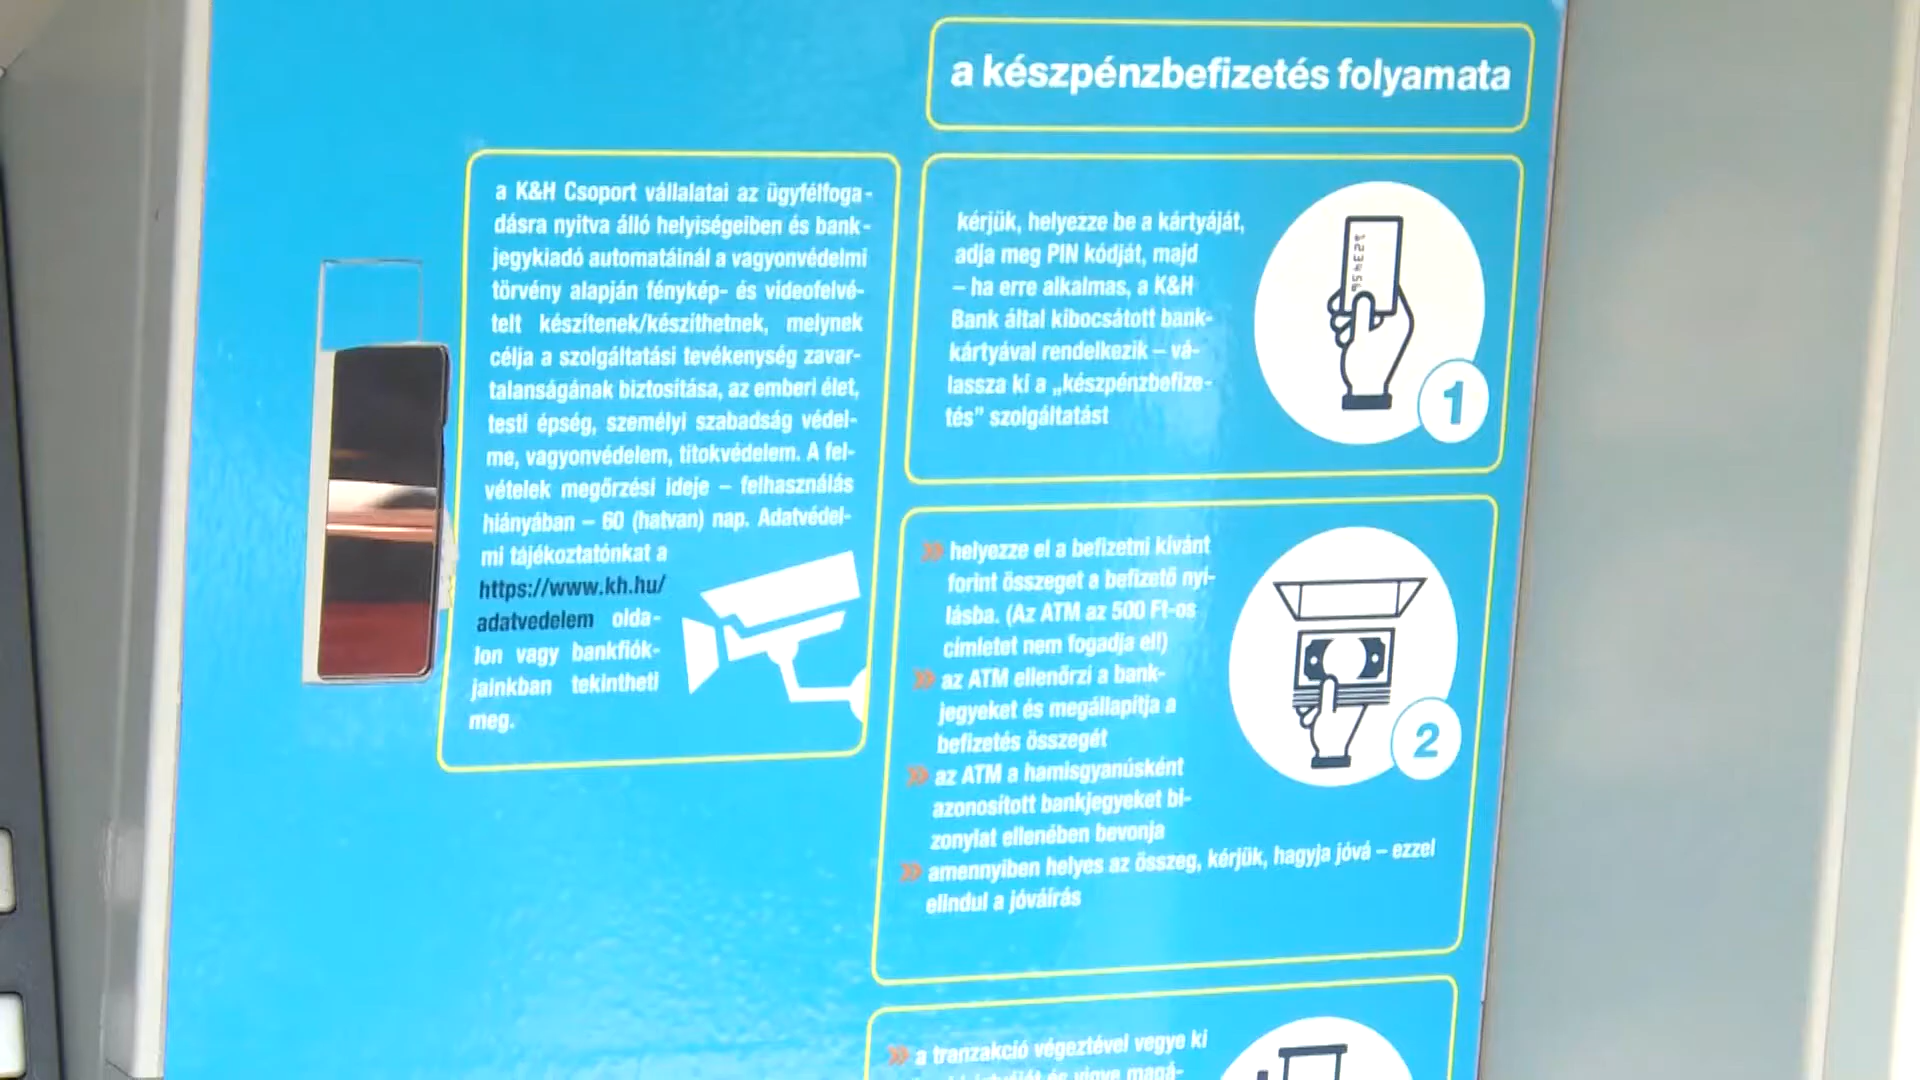 a készpénzbefizetés folyamata
a K&H Csoport vállalatai az ügyfélfoga-
dásra nyitva álló helyiségeiben és bank-
jegykiadó automatáinál a vagyonvédelmi
törvény alapján fénykép- és videofelvé-
telt készítenek/készíthetnek, melynek
célja a szolgáltatási tevékenység zavar-
talanságának biztosítása, az emberi élet,
testi épség, személyi szabadság védel-
me, vagyonvédelem, titokvédelem. A fel-
vételek megőrzési ideje – felhasználás
hiányában – 60 (hatvan) nap. Adatvédel-
mi tájékoztatónkat a
https://www.kh.hu/
adatvedelem olda-
lon vagy bankfiók-
jainkban tekintheti
meg.
kérjük, helyezze be a kártyáját,
adja meg PIN kódját, majd
– ha erre alkalmas, a K&H
Bank által kibocsátott bank-
kártyával rendelkezik – vá-
lassza ki a „készpénzbefize-
tés” szolgáltatást
1
» helyezze el a befizetni kívánt
forint összeget a befizető nyí-
lásba. (Az ATM az 500 Ft-os
címletet nem fogadja el!)
» az ATM ellenőrzi a bank-
jegyeket és megállapítja a
befizetés összegét
» az ATM a hamisgyanúsként
azonosított bankjegyeket bi-
zonylat ellenében bevonja
» amennyiben helyes az összeg, kérjük, hagyja jóvá – ezzel
elindul a jóváírás
2
» a tranzakció végeztével vegye ki
és vigye magá-